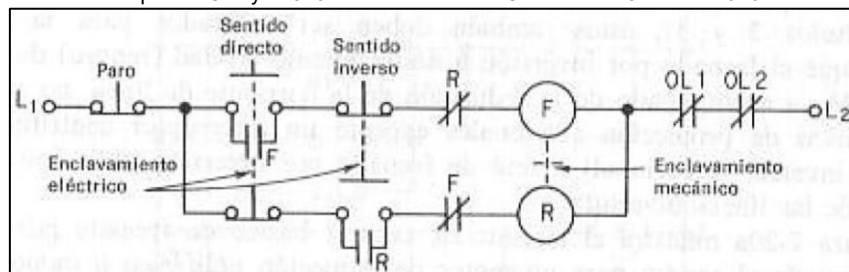 Sentido directo
Sentido inverso
Paro
L1
R
F
OL1 OL2
L2
F
Enclavamiento eléctrico
Enclavamiento mecánico
F
R
R